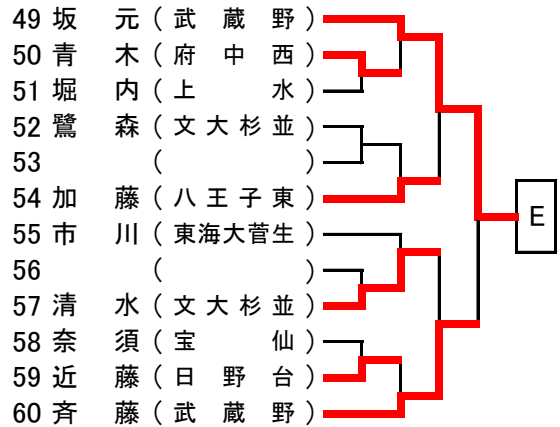 49 坂 元 ( 武 蔵 野 )
50 青 木 ( 府 中 西 )
51 堀 内 ( 上 水 )
52 鷺 森 ( 文 大 杉 並 )
53 ( )
54 加 藤 ( 八 王 子 東 )
55 市 川 ( 東海大菅生 )
56 ( )
57 清 水 ( 文 大 杉 並 )
58 奈 須 ( 宝 仙 )
59 近 藤 ( 日 野 台 )
60 斉 藤 ( 武 蔵 野 )
E